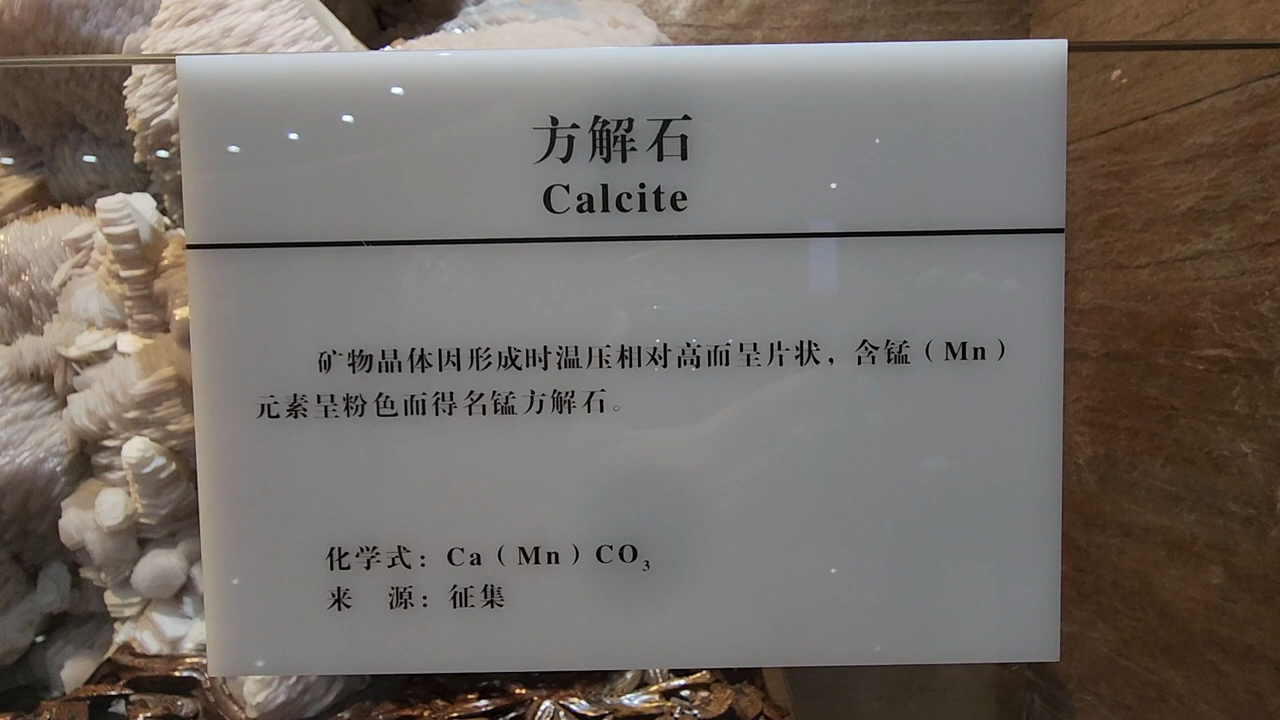 方解石
Calcite
矿物晶体因形成时温压相对高而呈片状，含锰（Mn）
元素呈粉色而得名锰方解石。
化学式：Ca（Mn）CO₃
来　源：征集